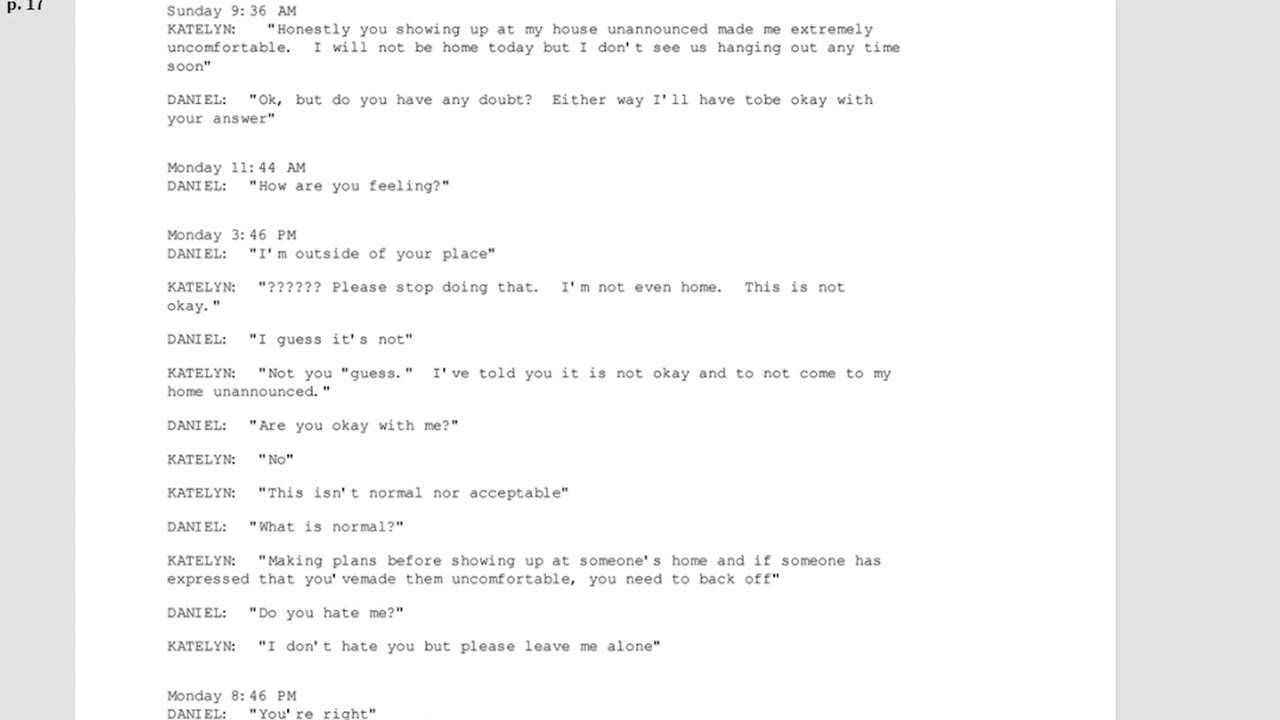 p.17
Sunday 9:36 AM
KATELYN: "Honestly you showing up at my house unannounced made me extremely
uncomfortable. I will not be home today but I don't see us hanging out any time
soon"
DANIEL: "Ok, but do you have any doubt? Either way I'll have tobe okay with
your answer"
Monday 11:44 AM
DANIEL: "How are you feeling?"
Monday 3:46 PM
DANIEL: "I'm outside of your place"
KATELYN: "?????? Please stop doing that. I'm not even home. This is not
okay."
DANIEL: "I guess it's not"
KATELYN: "Not you "guess." I've told you it is not okay and to not come to my
home unannounced."
DANIEL: "Are you okay with me?"
KATELYN: "No"
KATELYN: "This isn't normal nor acceptable"
DANIEL: "What is normal?"
KATELYN: "Making plans before showing up at someone's home and if someone has
expressed that you'vemade them uncomfortable, you need to back off"
DANIEL: "Do you hate me?"
KATELYN: "I don't hate you but please leave me alone"
Monday 8:46 PM
DANIEL: "You're right"